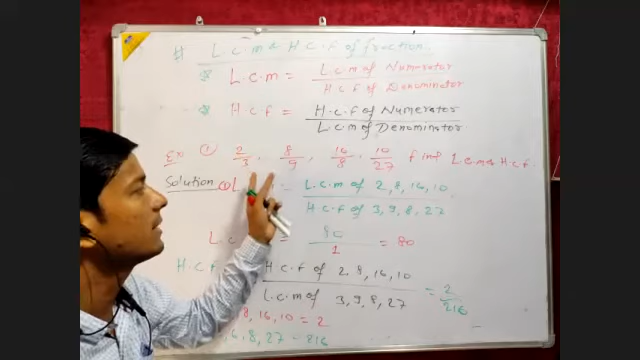 # L.C.M & H.C.F of fraction.
L.C.M = L.C.M of Numerator / H.C.F of Denominator
H.C.F = H.C.F of Numerator / L.C.M of Denominator
Ex ① 2/3, 8/9, 16/8, 10/27 find L.C.M & H.C.F.
Solution ① L = L.C.M of 2, 8, 16, 10 / H.C.F of 3, 9, 8, 27
L.C = 80 / 1 = 80
H.C.F H.C.F of 2, 8, 16, 10 / L.C.M of 3, 9, 8, 27 = 2 / 216
8, 16, 10 = 2
8, 27 - 216